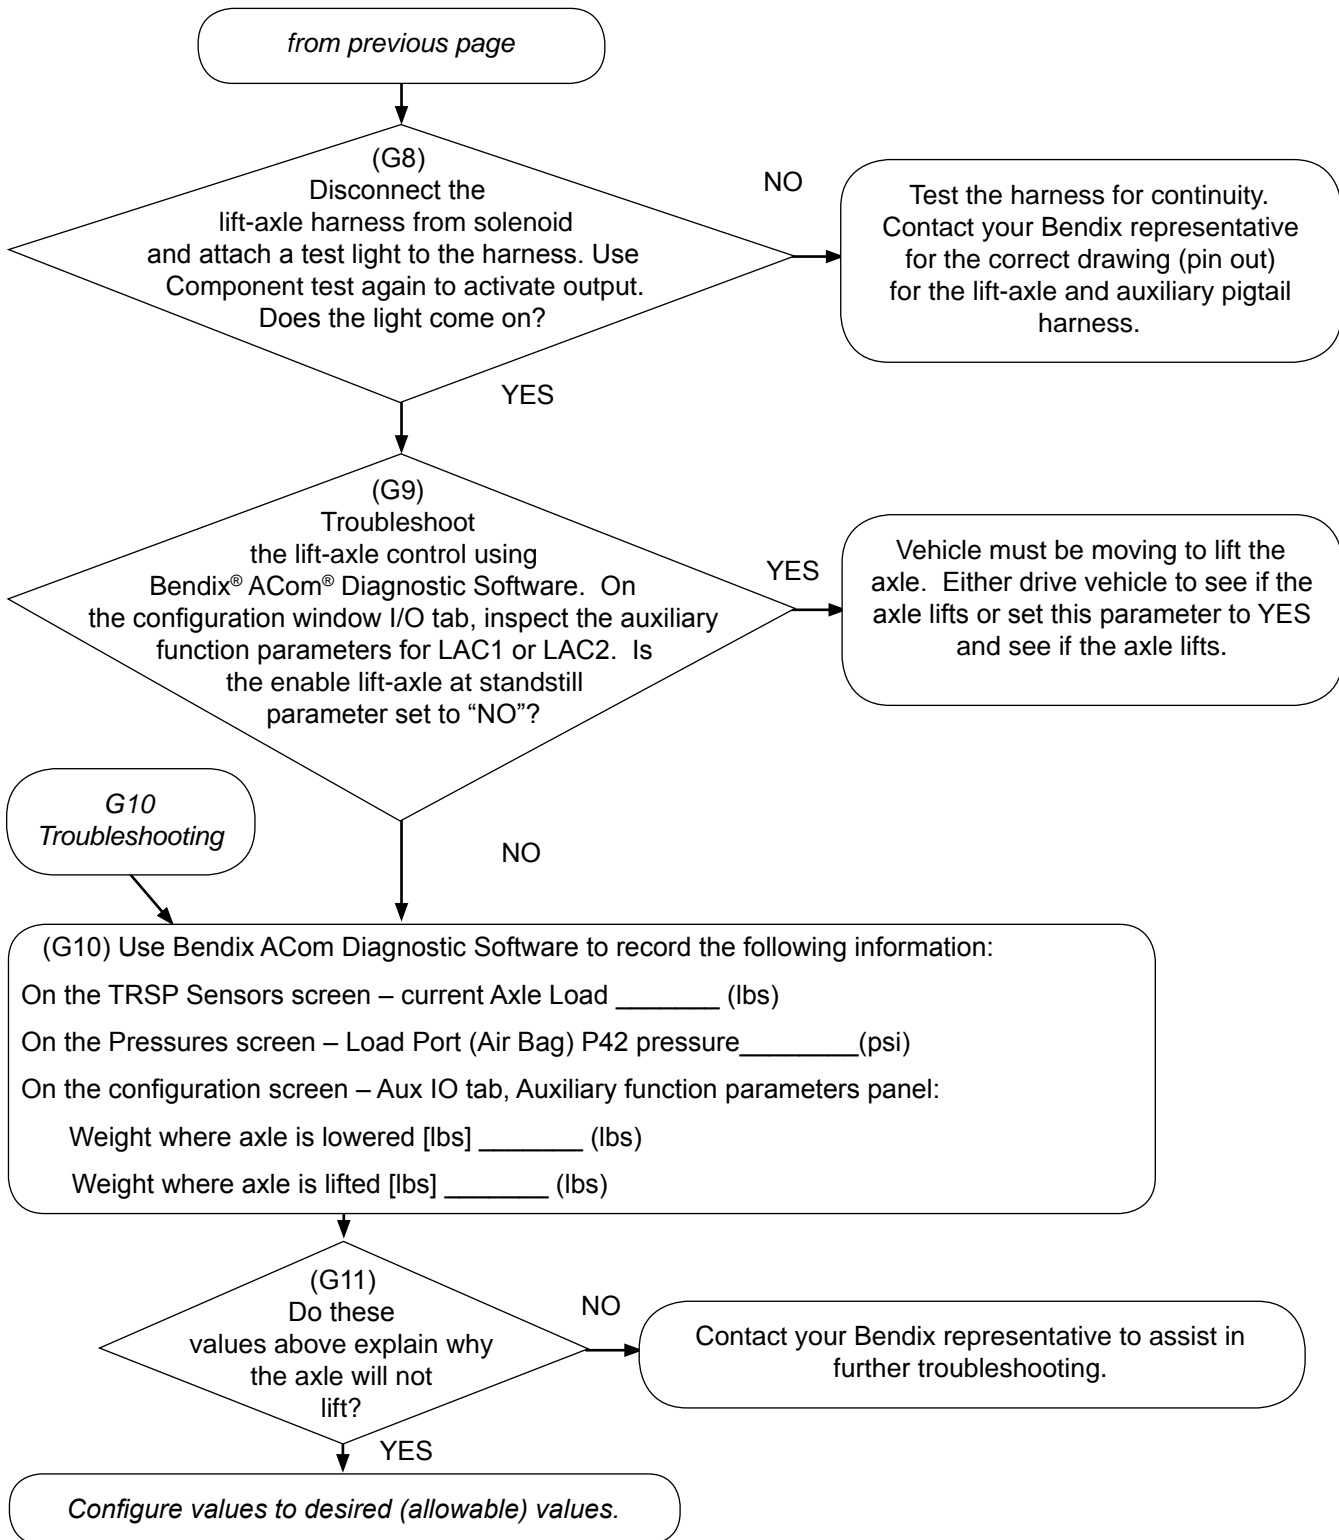 from previous page
(G8)
Disconnect the
lift-axle harness from solenoid
and attach a test light to the harness. Use
Component test again to activate output.
Does the light come on?
NO
Test the harness for continuity.
Contact your Bendix representative
for the correct drawing (pin out)
for the lift-axle and auxiliary pigtail
harness.
YES
(G9)
Troubleshoot
the lift-axle control using
Bendix® ACom® Diagnostic Software. On
the configuration window I/O tab, inspect the auxiliary
function parameters for LAC1 or LAC2. Is
the enable lift-axle at standstill
parameter set to “NO”?
YES
Vehicle must be moving to lift the
axle. Either drive vehicle to see if the
axle lifts or set this parameter to YES
and see if the axle lifts.
G10
Troubleshooting
NO
(G10) Use Bendix ACom Diagnostic Software to record the following information:
On the TRSP Sensors screen – current Axle Load _______ (lbs)
On the Pressures screen – Load Port (Air Bag) P42 pressure________(psi)
On the configuration screen – Aux IO tab, Auxiliary function parameters panel:
Weight where axle is lowered [lbs] _______ (lbs)
Weight where axle is lifted [lbs] _______ (lbs)
(G11)
Do these
values above explain why
the axle will not
lift?
NO
Contact your Bendix representative to assist in
further troubleshooting.
YES
Configure values to desired (allowable) values.